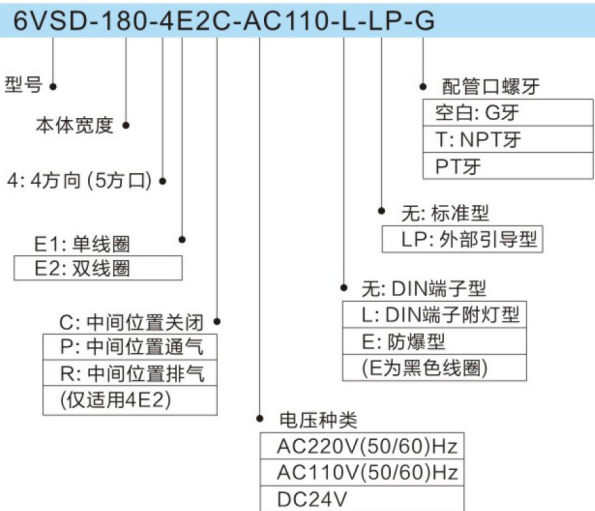 6VSD-180-4E2C-AC110-L-LP-G
型号
本体宽度
4: 4方向 (5方口)
E1: 单线圈
E2: 双线圈
C: 中间位置关闭
P: 中间位置通气
R: 中间位置排气
(仅适用4E2)
电压种类
AC220V(50/60)Hz
AC110V(50/60)Hz
DC24V
无: DIN端子型
L: DIN端子附灯型
E: 防爆型
(E为黑色线圈)
无: 标准型
LP: 外部引导型
配管口螺牙
空白: G牙
T: NPT牙
PT牙